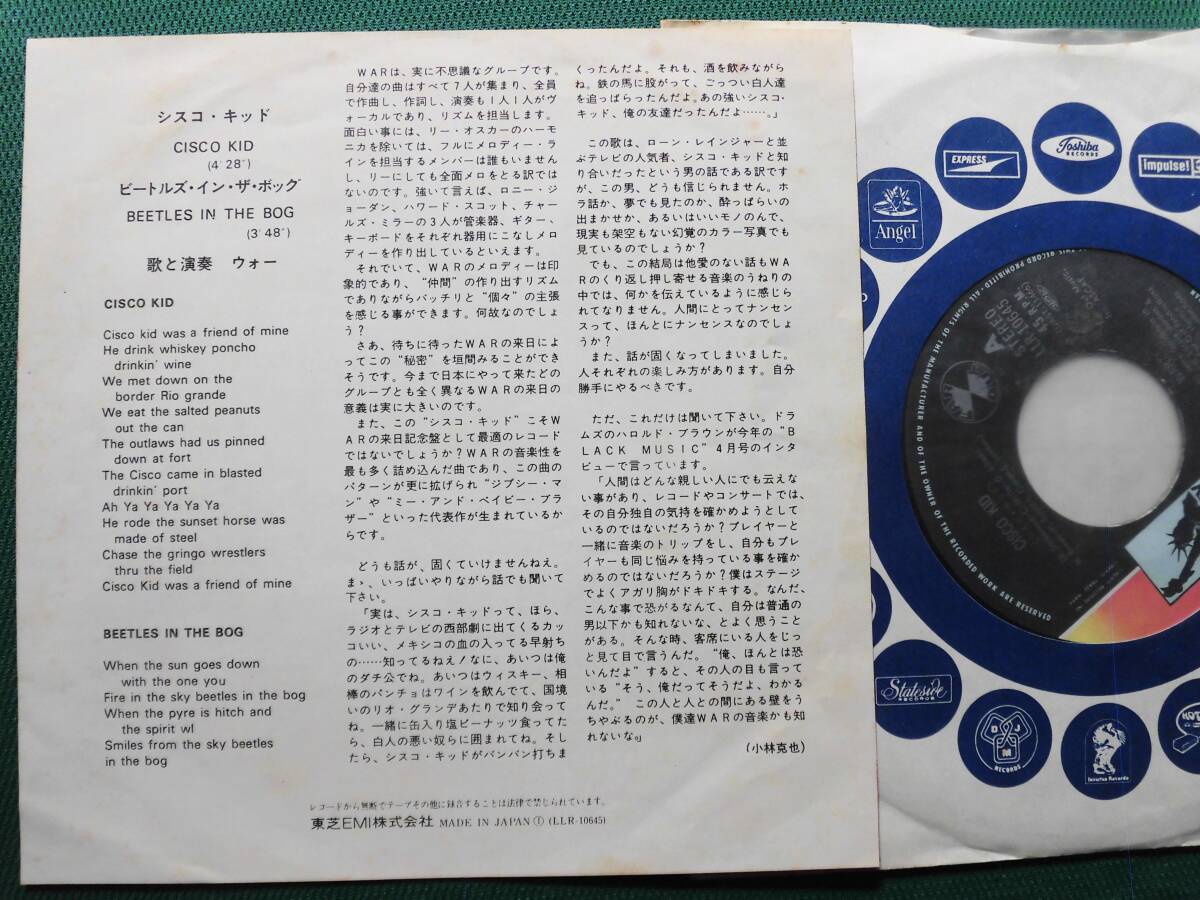 シスコ・キッド
CISCO KID
(4′28″)
ビートルズ・イン・ザ・ボッグ
BEETLES IN THE BOG
(3′48″)
歌と演奏 ウォー
CISCO KID
Cisco kid was a friend of mine
He drink whiskey poncho
drinkin' wine
We met down on the
border Rio grande
We eat the salted peanuts
out the can
The outlaws had us pinned
down at fort
The Cisco came in blasted
drinkin' port
Ah Ya Ya Ya Ya Ya
He rode the sunset horse was
made of steel
Chase the gringo wrestlers
thru the field
Cisco Kid was a friend of mine
BEETLES IN THE BOG
When the sun goes down
with the one you
Fire in the sky beetles in the bog
When the pyre is hitch and
the spirit wl
Smiles from the sky beetles
in the bog
WARは、実に不思議なグループです。
自分達の曲はすべて7人が集まり、全員
で作曲し、作詞し、演奏も1人1人がヴ
ォーカルであり、リズムを担当します。
面白い事には、リー・オスカーのハーモ
ニカを除いては、フルにメロディー・ラ
インを担当するメンバーは誰もいません
し、リーにしても全面メロをとる訳では
ないのです。強いて言えば、ロニー・ジ
ョーダン、ハワード・スコット、チャー
ルズ・ミラーの3人が管楽器、ギター、
キーボードをそれぞれ器用にこなしメロ
ディーを作り出しているといえます。
それでいて、WARのメロディーは印
象的であり、“仲間”の作り出すリズム
でありながらバッチリと“個々”の主張
を感じる事ができます。何故なのでしょ
う?
さあ、待ちに待ったWARの来日によ
ってこの“秘密”を垣間みることができ
そうです。今まで日本にやって来たどの
グループとも全く異なるWARの来日の
意義は実に大きいのです。
また、この“シスコ・キッド”こそW
ARの来日記念盤として最適のレコード
ではないでしょうか?WARの音楽性を
最も多く詰め込んだ曲であり、この曲の
パターンが更に拡げられ“ジプシー・マ
ン”や“ミー・アンド・ベイビー・ブラ
ザー”といった代表作が生まれているか
らです。
どうも話が、固くていけませんねえ。
まゝ、いっぱいやりながら話でも聞いて
下さい。
「実は、シスコ・キッドって、ほら、
ラジオとテレビの西部劇に出てくるカッ
コいい、メキシコの血の入ってる早射ち
の……知ってるねえ!なに、あいつは俺
のダチ公でね。あいつはウィスキー、相
棒のパンチョはワインを飲んでて、国境
いのリオ・グランデあたりで知り会って
ね。一緒に缶入り塩ピーナッツ食ってた
ら、白人の悪い奴らに囲まれてね。そし
たら、シスコ・キッドがバンバン打ちま
くったんだよ。それも、酒を飲みながら
ね。鉄の馬に股がって、ごっつい白人達
を追っぱらったんだよ。あの強いシスコ・
キッド、俺の友達だったんだよ……。」
この歌は、ローン・レインジャーと並
ぶテレビの人気者、シスコ・キッドと知
り合いだったという男の話である訳です
が、この男、どうも信じられません。ホ
ラ話か、夢でも見たのか、酔っぱらいの
出まかせか、あるいはいいモノのんで、
現実も架空もない幻覚のカラー写真でも
見ているのでしょうか?
でも、この結局は他愛のない話もWA
Rのくり返し押し寄せる音楽のうねりの
中では、何かを伝えているように感じら
れてなりません。人間にとってナンセン
スって、ほんとにナンセンスなのでしょ
うか?
また、話が固くなってしまいました。
人それぞれの楽しみ方があります。自分
勝手にやるべきです。
ただ、これだけは聞いて下さい。ドラ
ムズのハロルド・ブラウンが今年の“B
LACK MUSIC”4月号のインタ
ビューで言っています。
「人間はどんな親しい人にでも云えな
い事があり、レコードやコンサートでは、
その自分独自の気持を確かめようとして
いるのではないだろうか?プレイヤーと
一緒に音楽のトリップをし、自分もプレ
イヤーも同じ悩みを持っている事を確か
めるのではないだろうか?僕はステージ
でよくアガリ胸がドキドキする。なんだ、
こんな事で恐がるなんて、自分は普通の
男以下かも知れないな、とよく思うこと
がある。そんな時、客席にいる人をじっ
と見て目で言うんだ。“俺、ほんとは恐
いんだよ”すると、その人の目も言って
いる“そう、俺だってそうだよ、わかる
んだ。”この人と人との間にある壁をう
ちやぶるのが、僕達WARの音楽かも知
れないな。」
(小林克也)
レコードから無断でテープその他に録音することは法律で禁じられています。
東芝EMI株式会社 MADE IN JAPAN Ⓣ (LLR-10645)
EXPRESS
Toshiba
RECORDS
impulse!
Angel
Stateside
RECORDS
DJM
RECORDS
Invictus Records
STEREO
LLR-10645
45 RPM
A
CISCO KID
THIS RECORD PROHIBITED-ALL RIGHTS OF THE MANUFACTURER AND OF THE OWNER OF THE RECORDED WORK ARE RESERVED